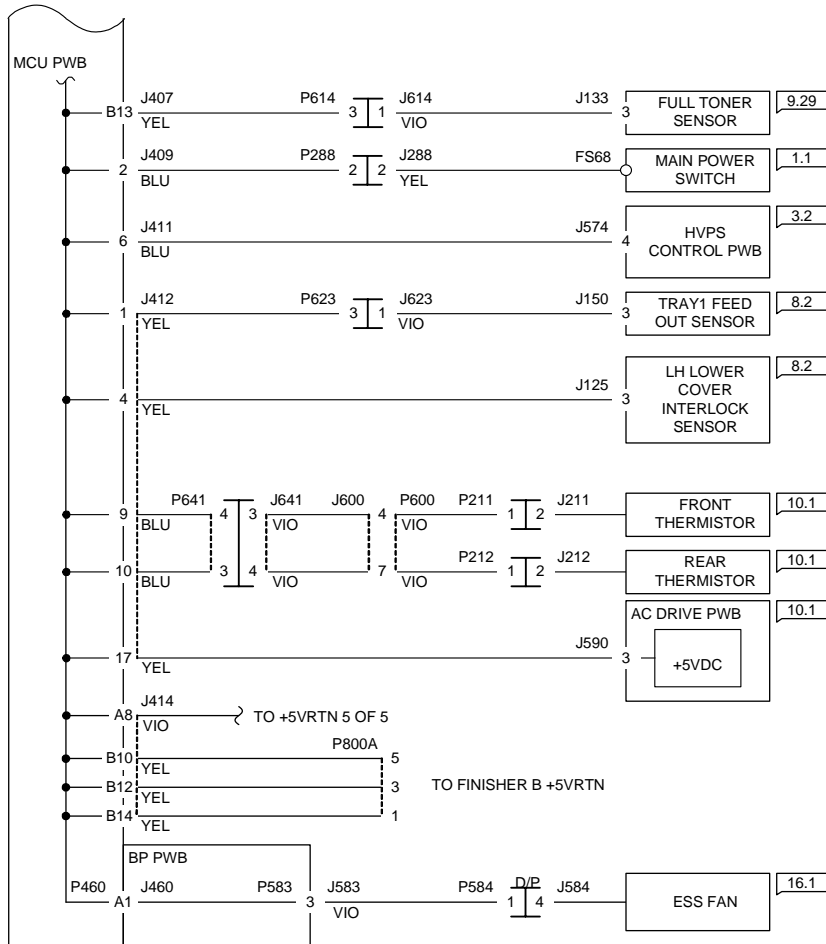 MCU PWB
B13 J407 YEL P614 3 1 J614 VIO J133 3 FULL TONER SENSOR 9.29
2 J409 BLU P288 2 2 J288 YEL FS68 MAIN POWER SWITCH 1.1
6 J411 BLU J574 4 HVPS CONTROL PWB 3.2
1 J412 YEL P623 3 1 J623 VIO J150 3 TRAY1 FEED OUT SENSOR 8.2
4 YEL J125 3 LH LOWER COVER INTERLOCK SENSOR 8.2
9 BLU P641 4 3 J641 VIO J600 4 P600 VIO P211 1 2 J211 FRONT THERMISTOR 10.1
10 BLU 3 4 VIO 7 VIO P212 1 2 J212 REAR THERMISTOR 10.1
17 YEL J590 3 AC DRIVE PWB +5VDC 10.1
A8 J414 VIO TO +5VRTN 5 OF 5
B10 YEL P800A 5
B12 YEL 3 TO FINISHER B +5VRTN
B14 YEL 1
BP PWB
P460 A1 J460 P583 3 J583 VIO P584 D/P 1 4 J584 ESS FAN 16.1